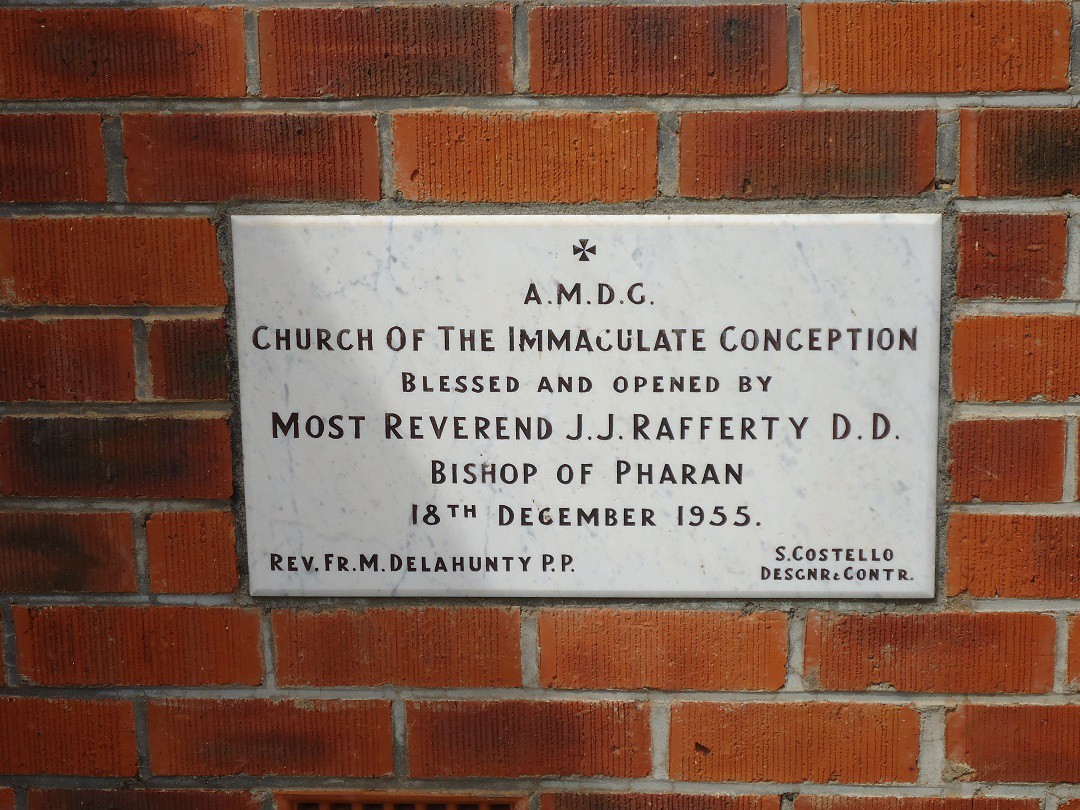 A.M.D.G.
Church Of The Immaculate Conception
Blessed and opened by
Most Reverend J.J. Rafferty D.D.
Bishop of Pharan
18th December 1955.
Rev. Fr. M. Delahunty P.P.
S. Costello
Desgnr & Contr.